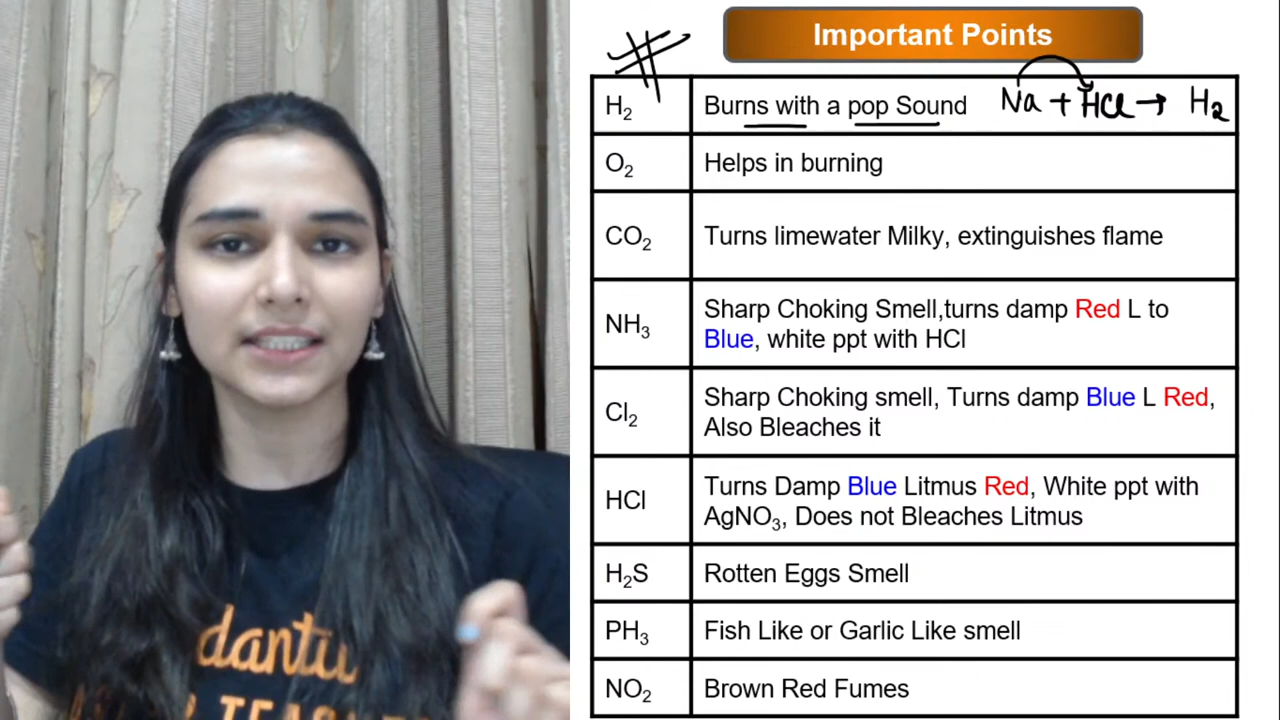 Important Points
H₂ Burns with a pop Sound Na + HCl → H₂
O₂ Helps in burning
CO₂ Turns limewater Milky, extinguishes flame
NH₃ Sharp Choking Smell,turns damp Red L to
Blue, white ppt with HCl
Cl₂ Sharp Choking smell, Turns damp Blue L Red,
Also Bleaches it
HCl Turns Damp Blue Litmus Red, White ppt with
AgNO₃, Does not Bleaches Litmus
H₂S Rotten Eggs Smell
PH₃ Fish Like or Garlic Like smell
NO₂ Brown Red Fumes